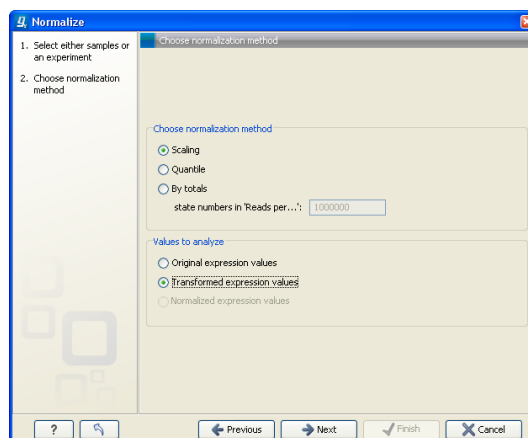 Normalize
1. Select either samples or
an experiment
2. Choose normalization
method
Choose normalization method
Choose normalization method
Scaling
Quantile
By totals
state numbers in 'Reads per...': 1000000
Values to analyze
Original expression values
Transformed expression values
Normalized expression values
? Previous Next Finish Cancel